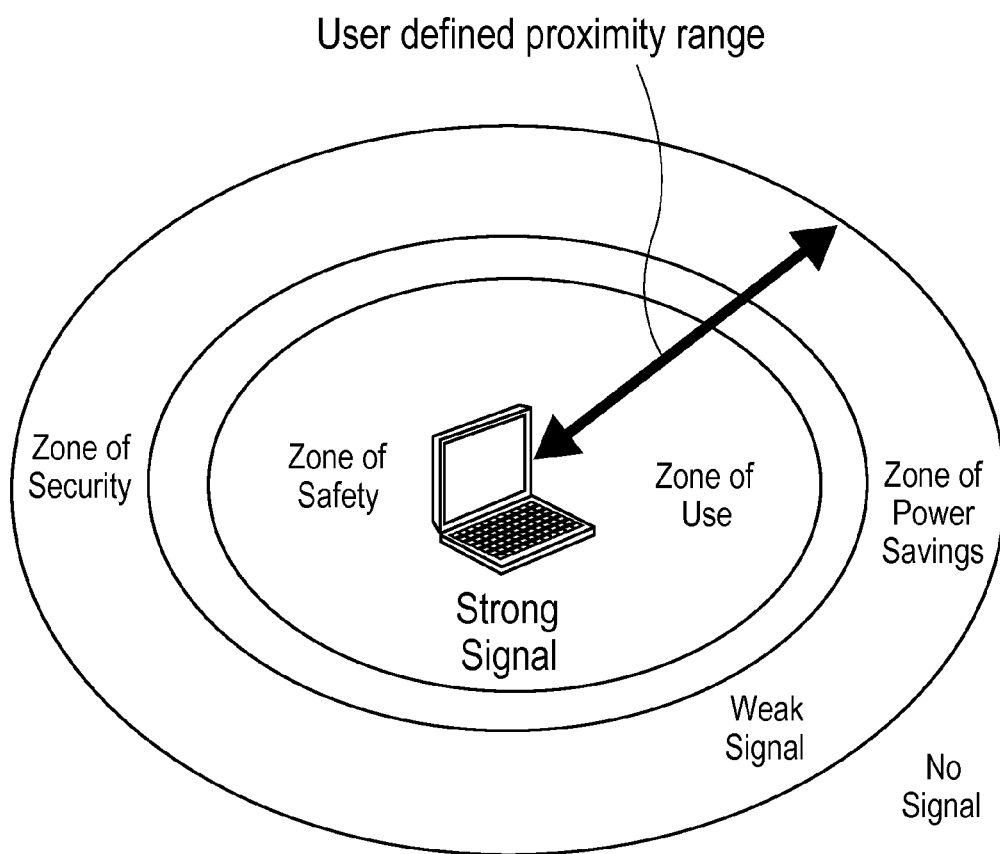 User defined proximity range
Zone of
Security
Zone of
Safety
Zone of
Use
Zone of
Power
Savings
Strong
Signal
Weak
Signal
No
Signal